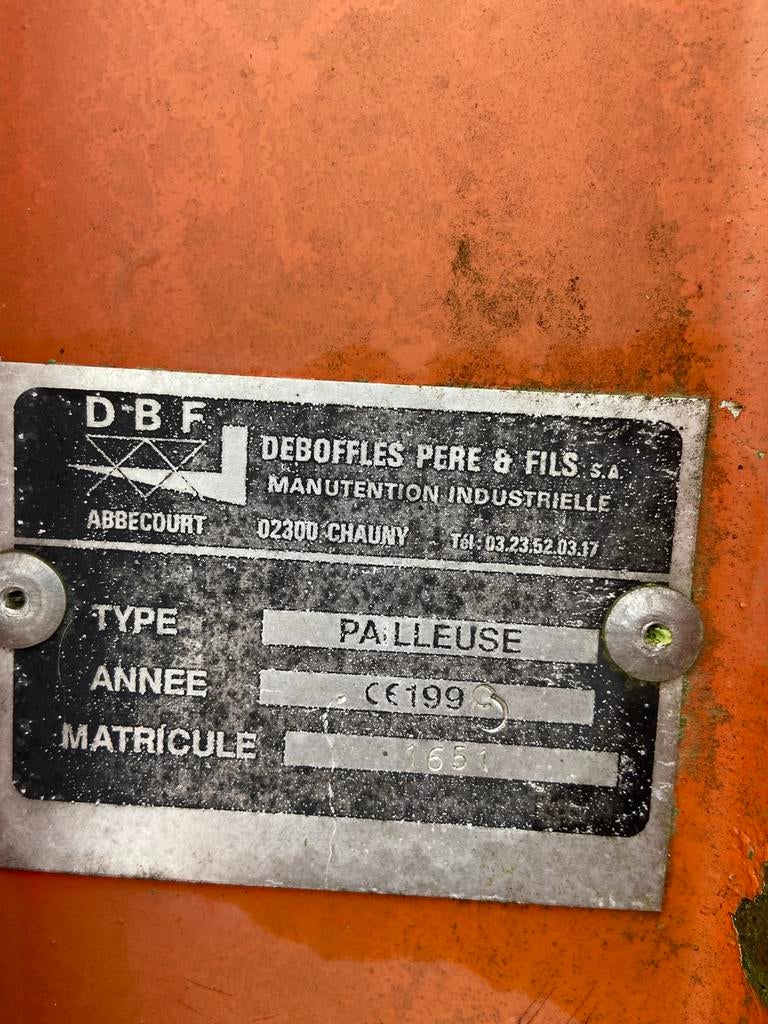 DBF
DEBOFFLES PERE & FILS S.A.
MANUTENTION INDUSTRIELLE
ABBECOURT 02300 CHAUNY Tél: 03.23.52.03.17
TYPE PAILLEUSE
ANNEE CE
MATRICULE 1651